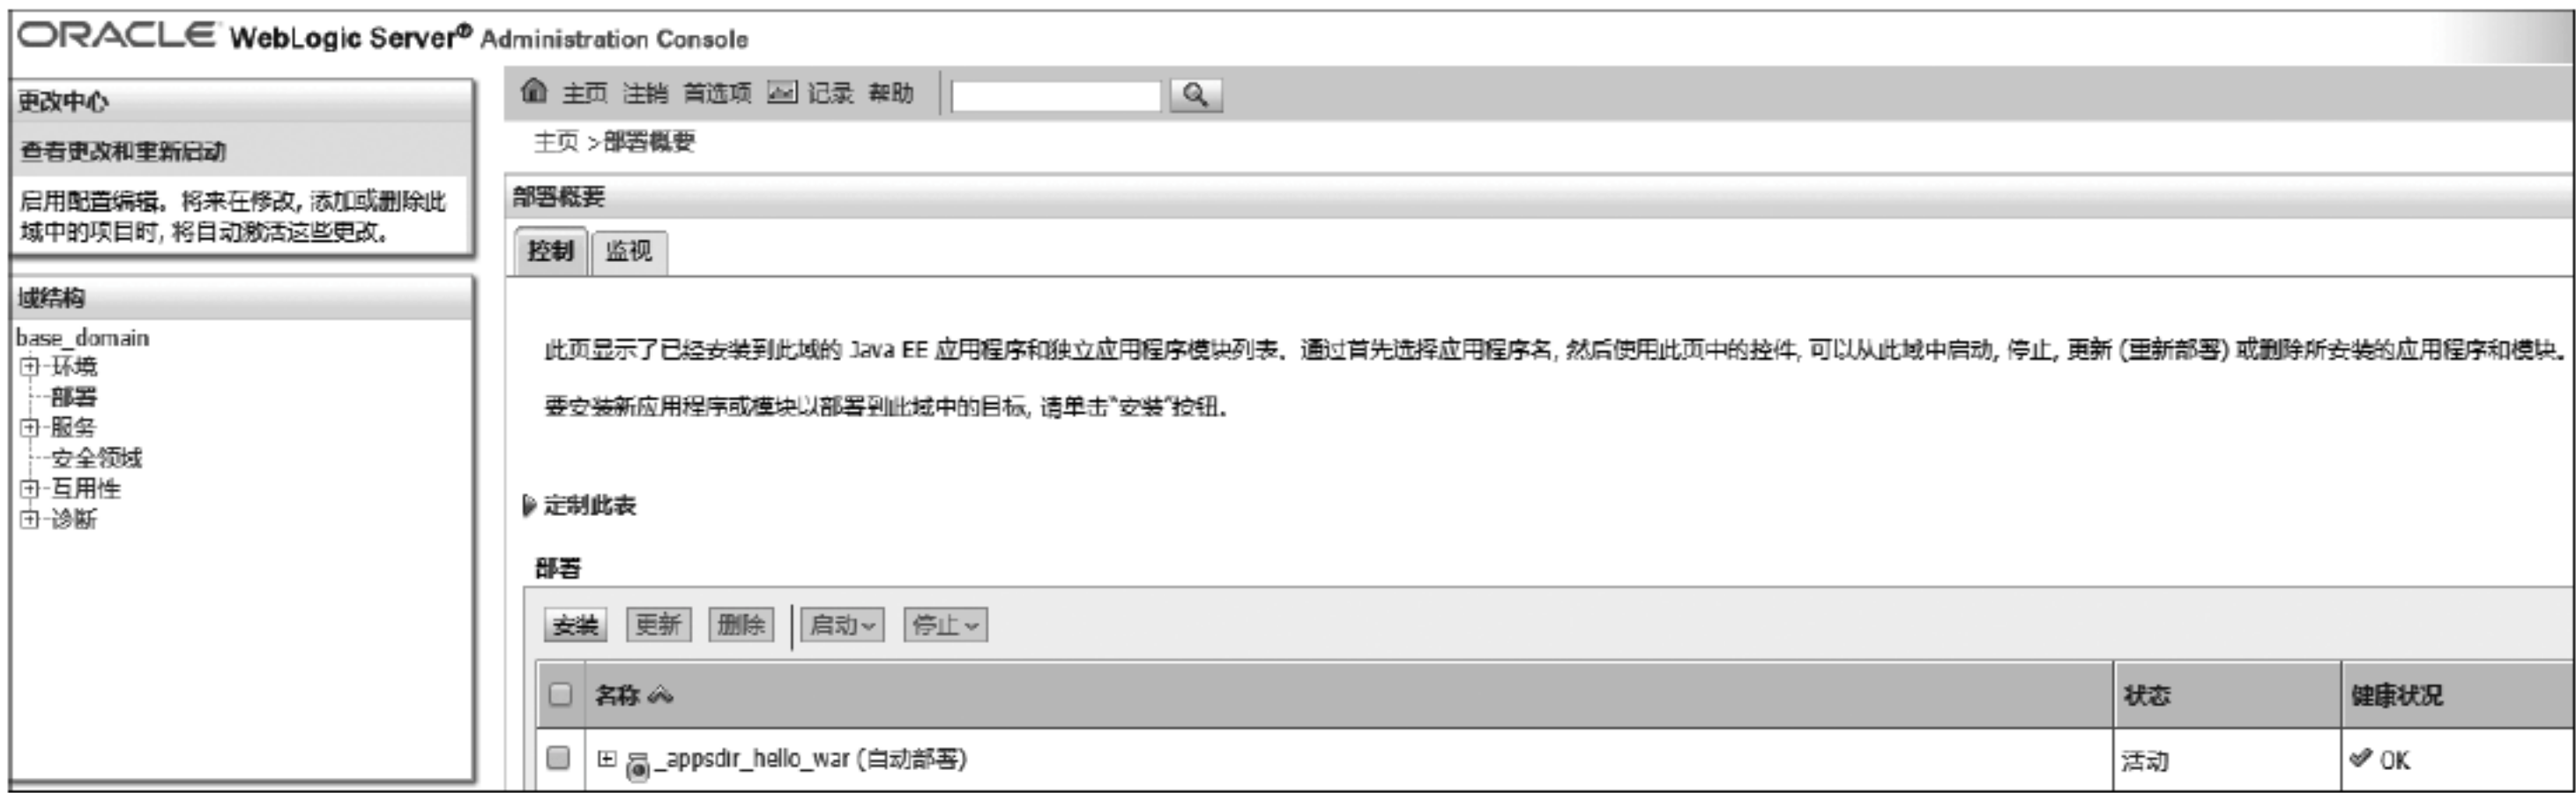 ORACLE WebLogic Server® Administration Console
更改中心
查看更改和重新启动
启用配置编辑。将来在修改, 添加或删除此
域中的项目时, 将自动激活这些更改。
域结构
base_domain
环境
部署
服务
安全领域
互用性
诊断
主页 注销 首选项 记录 帮助
主页 >部署概要
部署概要
控制 监视
此页显示了已经安装到此域的 Java EE 应用程序和独立应用程序模块列表。通过首先选择应用程序名, 然后使用此页中的控件, 可以从此域中启动, 停止, 更新 (重新部署) 或删除所安装的应用程序和模块。
要安装新应用程序或模块以部署到此域中的目标, 请单击"安装"按钮。
定制此表
部署
安装 更新 删除 启动 停止
名称 状态 健康状况
_appsdir_hello_war (自动部署) 活动 OK